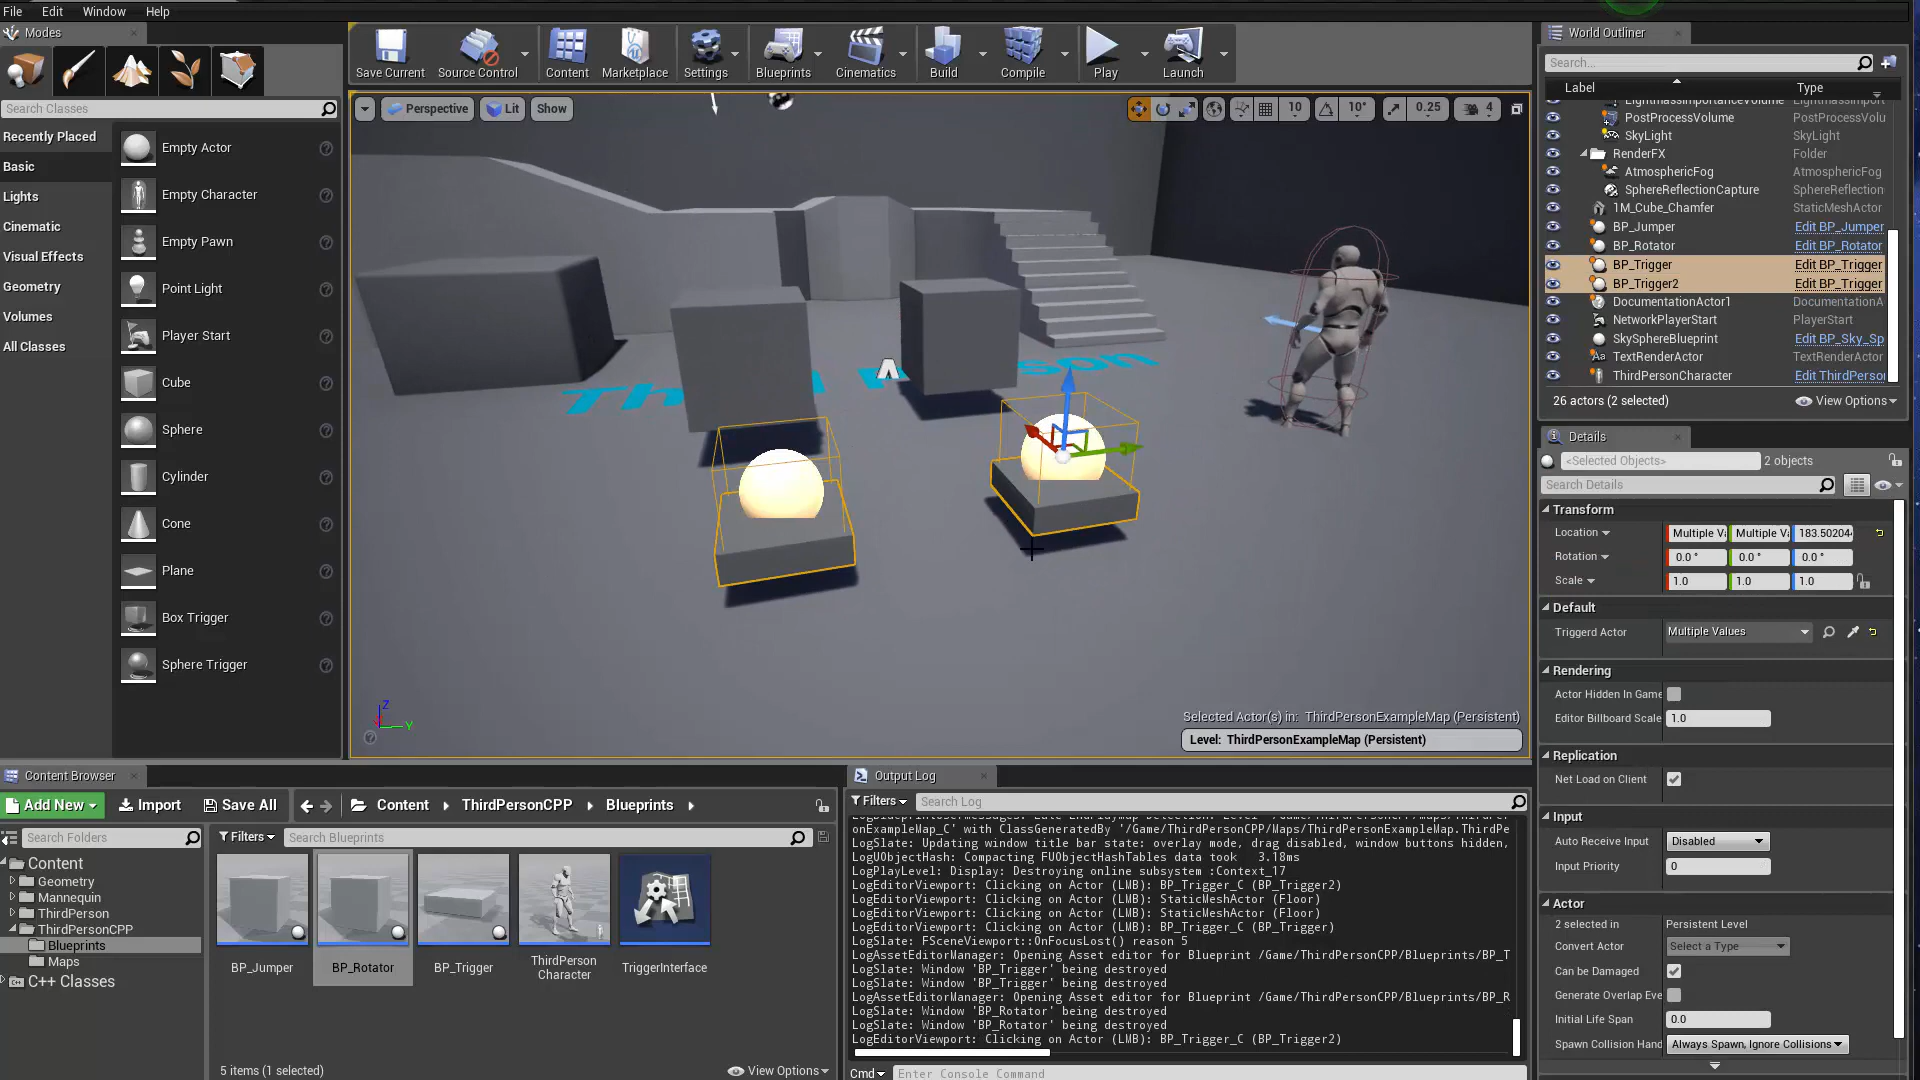 File
Edit
Window
Help
Modes
Search Classes
Recently Placed
Basic
Lights
Cinematic
Visual Effects
Geometry
Volumes
All Classes
Empty Actor
Empty Character
Empty Pawn
Point Light
Player Start
Cube
Sphere
Cylinder
Cone
Plane
Box Trigger
Sphere Trigger
Save Current
Source Control
Content
Marketplace
Settings
Blueprints
Cinematics
Build
Compile
Play
Launch
Perspective
Lit
Show
10
10°
0.25
4
Z
Y
Selected Actor(s) in: ThirdPersonExampleMap (Persistent)
Level: ThirdPersonExampleMap (Persistent)
World Outliner
Search...
Label
Type
LightmassImportanceVolume LightmassImport
PostProcessVolume PostProcessVolu
SkyLight SkyLight
RenderFX Folder
AtmosphericFog AtmosphericFog
SphereReflectionCapture SphereReflection
1M_Cube_Chamfer StaticMeshActor
BP_Jumper Edit BP_Jumper
BP_Rotator Edit BP_Rotator
BP_Trigger Edit BP_Trigger
BP_Trigger2 Edit BP_Trigger
DocumentationActor1 DocumentationA
NetworkPlayerStart PlayerStart
SkySphereBlueprint Edit BP_Sky_Sp
TextRenderActor TextRenderActor
ThirdPersonCharacter Edit ThirdPerson
26 actors (2 selected)
View Options
Details
<Selected Objects>
2 objects
Search Details
Transform
Location Multiple Va Multiple Va 183.50204
Rotation 0.0 ° 0.0 ° 0.0 °
Scale 1.0 1.0 1.0
Default
Triggerd Actor Multiple Values
Rendering
Actor Hidden In Game
Editor Billboard Scale 1.0
Replication
Net Load on Client
Input
Auto Receive Input Disabled
Input Priority 0
Actor
2 selected in Persistent Level
Convert Actor Select a Type
Can be Damaged
Generate Overlap Eve
Initial Life Span 0.0
Spawn Collision Hand Always Spawn, Ignore Collisions
Content Browser
Add New
Import
Save All
Content
ThirdPersonCPP
Blueprints
Search Folders
Filters
Search Blueprints
Content
Geometry
Mannequin
ThirdPerson
ThirdPersonCPP
Blueprints
Maps
C++ Classes
BP_Jumper
BP_Rotator
BP_Trigger
ThirdPerson
Character
TriggerInterface
5 items (1 selected)
View Options
Output Log
Filters
Search Log
onExampleMap_C' with ClassGeneratedBy '/Game/ThirdPersonCPP/Maps/ThirdPersonExampleMap.ThirdPe
LogSlate: Updating window title bar state: overlay mode, drag disabled, window buttons hidden,
LogUObjectHash: Compacting FUObjectHashTables data took 3.18ms
LogPlayLevel: Display: Destroying online subsystem :Context_17
LogEditorViewport: Clicking on Actor (LMB): BP_Trigger_C (BP_Trigger2)
LogEditorViewport: Clicking on Actor (LMB): StaticMeshActor (Floor)
LogEditorViewport: Clicking on Actor (LMB): StaticMeshActor (Floor)
LogEditorViewport: Clicking on Actor (LMB): BP_Trigger_C (BP_Trigger)
LogSlate: FSceneViewport::OnFocusLost() reason 5
LogAssetEditorManager: Opening Asset editor for Blueprint /Game/ThirdPersonCPP/Blueprints/BP_T
LogSlate: Window 'BP_Trigger' being destroyed
LogSlate: Window 'BP_Trigger' being destroyed
LogAssetEditorManager: Opening Asset editor for Blueprint /Game/ThirdPersonCPP/Blueprints/BP_R
LogSlate: Window 'BP_Rotator' being destroyed
LogSlate: Window 'BP_Rotator' being destroyed
LogEditorViewport: Clicking on Actor (LMB): BP_Trigger_C (BP_Trigger2)
Cmd
Enter Console Command